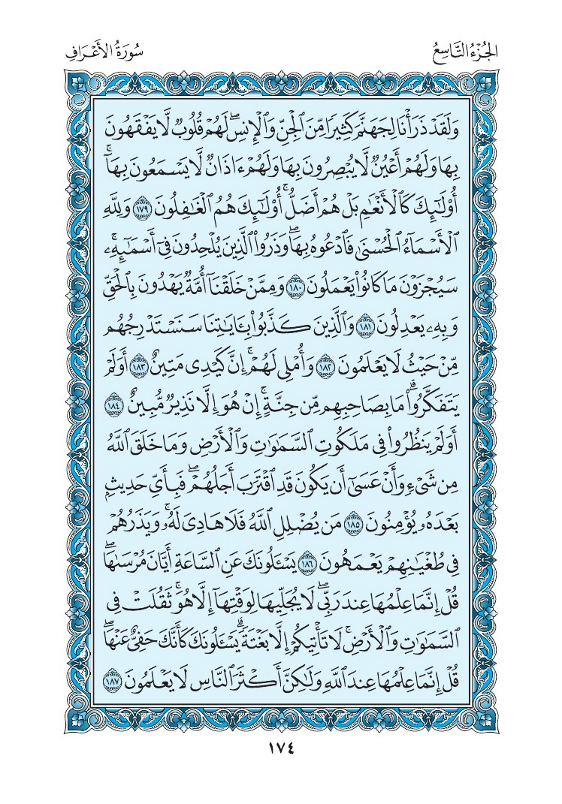 الجُزْءُ التَّاسِعُ
سُورَةُ الأَعْرَافِ
وَلَقَدْ ذَرَأْنَا لِجَهَنَّمَ كَثِيرًا مِّنَ ٱلْجِنِّ وَٱلْإِنسِۖ لَهُمْ قُلُوبٌ لَّا يَفْقَهُونَ
بِهَا وَلَهُمْ أَعْيُنٌ لَّا يُبْصِرُونَ بِهَا وَلَهُمْ ءَاذَانٌ لَّا يَسْمَعُونَ بِهَآۚ
أُوْلَٰٓئِكَ كَٱلْأَنْعَٰمِ بَلْ هُمْ أَضَلُّۚ أُوْلَٰٓئِكَ هُمُ ٱلْغَٰفِلُونَ ١٧٩ وَلِلَّهِ
ٱلْأَسْمَآءُ ٱلْحُسْنَىٰ فَٱدْعُوهُ بِهَاۖ وَذَرُواْ ٱلَّذِينَ يُلْحِدُونَ فِىٓ أَسْمَٰٓئِهِۦۚ
سَيُجْزَوْنَ مَا كَانُواْ يَعْمَلُونَ ١٨٠ وَمِمَّنْ خَلَقْنَآ أُمَّةٌ يَهْدُونَ بِٱلْحَقِّ
وَبِهِۦ يَعْدِلُونَ ١٨١ وَٱلَّذِينَ كَذَّبُواْ بِـَٔايَٰتِنَا سَنَسْتَدْرِجُهُم
مِّنْ حَيْثُ لَا يَعْلَمُونَ ١٨٢ وَأُمْلِى لَهُمْۚ إِنَّ كَيْدِى مَتِينٌ ١٨٣ أَوَلَمْ
يَتَفَكَّرُواْۗ مَا بِصَاحِبِهِم مِّن جِنَّةٍۚ إِنْ هُوَ إِلَّا نَذِيرٌ مُّبِينٌ ١٨٤
أَوَلَمْ يَنظُرُواْ فِى مَلَكُوتِ ٱلسَّمَٰوَٰتِ وَٱلْأَرْضِ وَمَا خَلَقَ ٱللَّهُ
مِن شَىْءٍ وَأَنْ عَسَىٰٓ أَن يَكُونَ قَدِ ٱقْتَرَبَ أَجَلُهُمْۖ فَبِأَىِّ حَدِيثٍۭ
بَعْدَهُۥ يُؤْمِنُونَ ١٨٥ مَن يُضْلِلِ ٱللَّهُ فَلَا هَادِىَ لَهُۥۚ وَيَذَرُهُمْ
فِى طُغْيَٰنِهِمْ يَعْمَهُونَ ١٨٦ يَسْـَٔلُونَكَ عَنِ ٱلسَّاعَةِ أَيَّانَ مُرْسَىٰهَاۖ
قُلْ إِنَّمَا عِلْمُهَا عِندَ رَبِّىۖ لَا يُجَلِّيهَا لِوَقْتِهَآ إِلَّا هُوَۚ ثَقُلَتْ فِى
ٱلسَّمَٰوَٰتِ وَٱلْأَرْضِۚ لَا تَأْتِيكُمْ إِلَّا بَغْتَةًۗ يَسْـَٔلُونَكَ كَأَنَّكَ حَفِىٌّ عَنْهَاۖ
قُلْ إِنَّمَا عِلْمُهَا عِندَ ٱللَّهِ وَلَٰكِنَّ أَكْثَرَ ٱلنَّاسِ لَا يَعْلَمُونَ ١٨٧
١٧٤